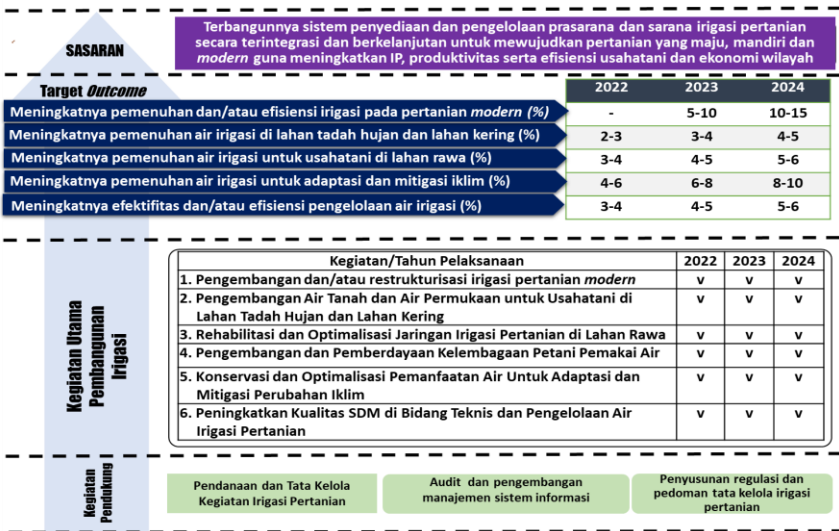 SASARAN
Terbangunnya sistem penyediaan dan pengelolaan prasarana dan sarana irigasi pertanian
secara terintegrasi dan berkelanjutan untuk mewujudkan pertanian yang maju, mandiri dan
modern guna meningkatkan IP, produktivitas serta efisiensi usahatani dan ekonomi wilayah
Target Outcome
2022 2023 2024
Meningkatnya pemenuhan dan/atau efisiensi irigasi pada pertanian modern (%) - 5-10 10-15
Meningkatnya pemenuhan air irigasi di lahan tadah hujan dan lahan kering (%) 2-3 3-4 4-5
Meningkatnya pemenuhan air irigasi untuk usahatani di lahan rawa (%) 3-4 4-5 5-6
Meningkatnya pemenuhan air irigasi untuk adaptasi dan mitigasi iklim (%) 4-6 6-8 8-10
Meningkatnya efektifitas dan/atau efisiensi pengelolaan air irigasi (%) 3-4 4-5 5-6
Kegiatan Utama
Pembangunan
Irigasi
Kegiatan/Tahun Pelaksanaan 2022 2023 2024
1. Pengembangan dan/atau restrukturisasi irigasi pertanian modern v v v
2. Pengembangan Air Tanah dan Air Permukaan untuk Usahatani di v v v
Lahan Tadah Hujan dan Lahan Kering
3. Rehabilitasi dan Optimalisasi Jaringan Irigasi Pertanian di Lahan Rawa v v v
4. Pengembangan dan Pemberdayaan Kelembagaan Petani Pemakai Air v v v
5. Konservasi dan Optimalisasi Pemanfaatan Air Untuk Adaptasi dan v v v
Mitigasi Perubahan Iklim
6. Peningkatkan Kualitas SDM di Bidang Teknis dan Pengelolaan Air v v v
Irigasi Pertanian
Kegiatan
Pendukung
Pendanaan dan Tata Kelola
Kegiatan Irigasi Pertanian
Audit dan pengembangan
manajemen sistem informasi
Penyusunan regulasi dan
pedoman tata kelola irigasi
pertanian